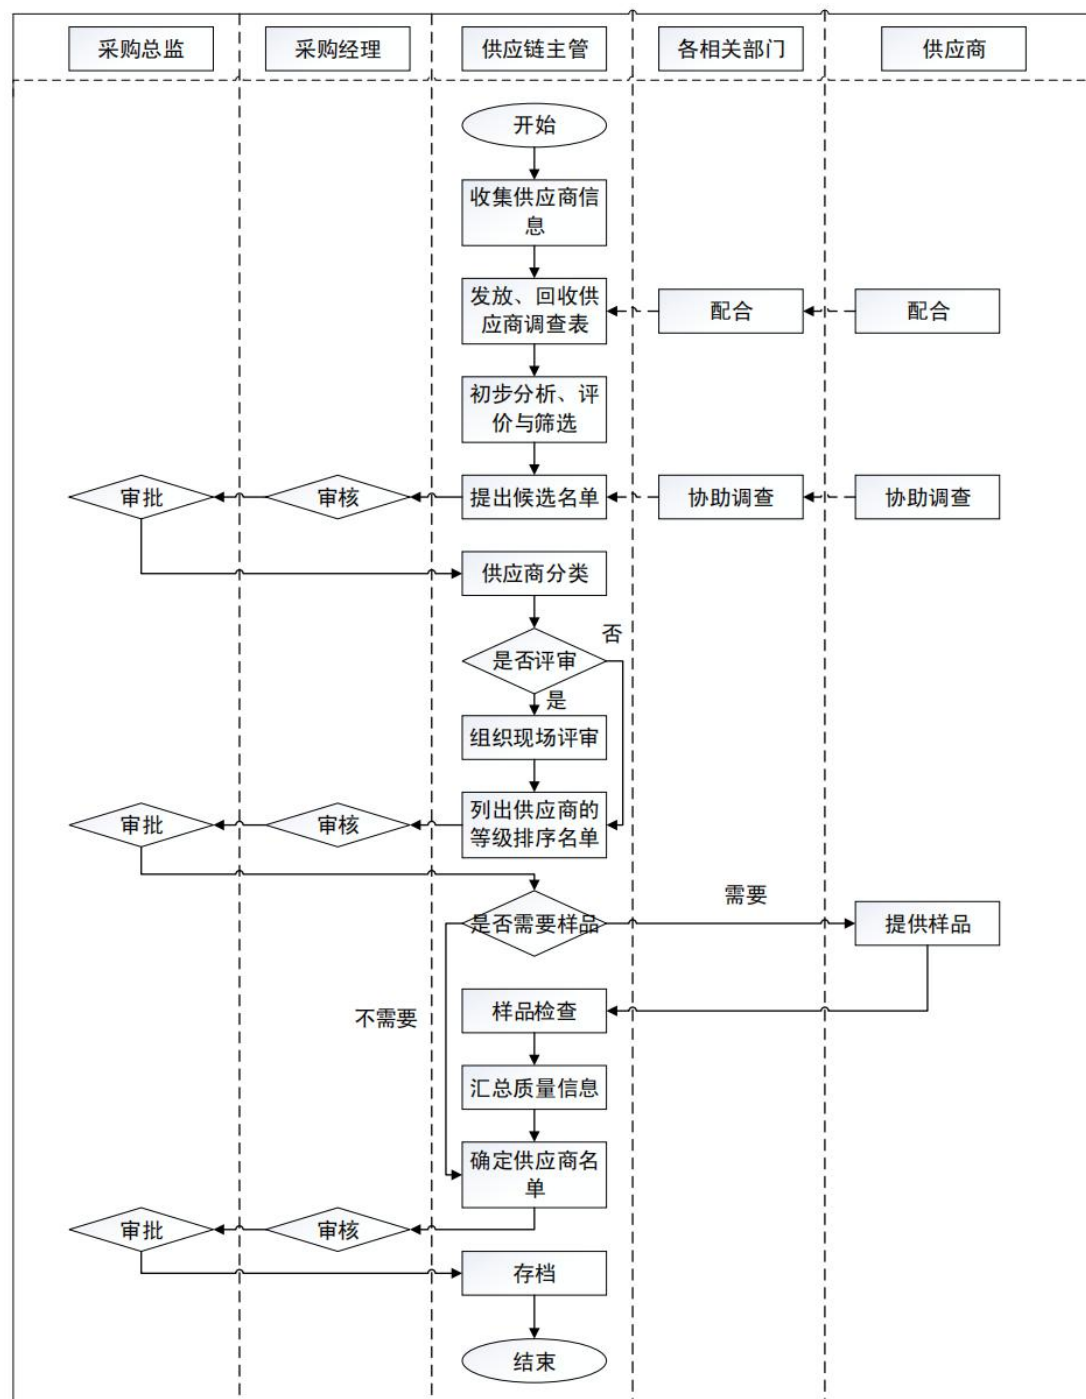 采购总监
采购经理
供应链主管
各相关部门
供应商
开始
收集供应商信
息
发放、回收供
应商调查表
配合
配合
初步分析、评
价与筛选
审批
审核
提出候选名单
协助调查
协助调查
供应商分类
否
是否评审
是
组织现场评审
审批
审核
列出供应商的
等级排序名单
需要
是否需要样品
提供样品
不需要
样品检查
汇总质量信息
确定供应商名
单
审批
审核
存档
结束